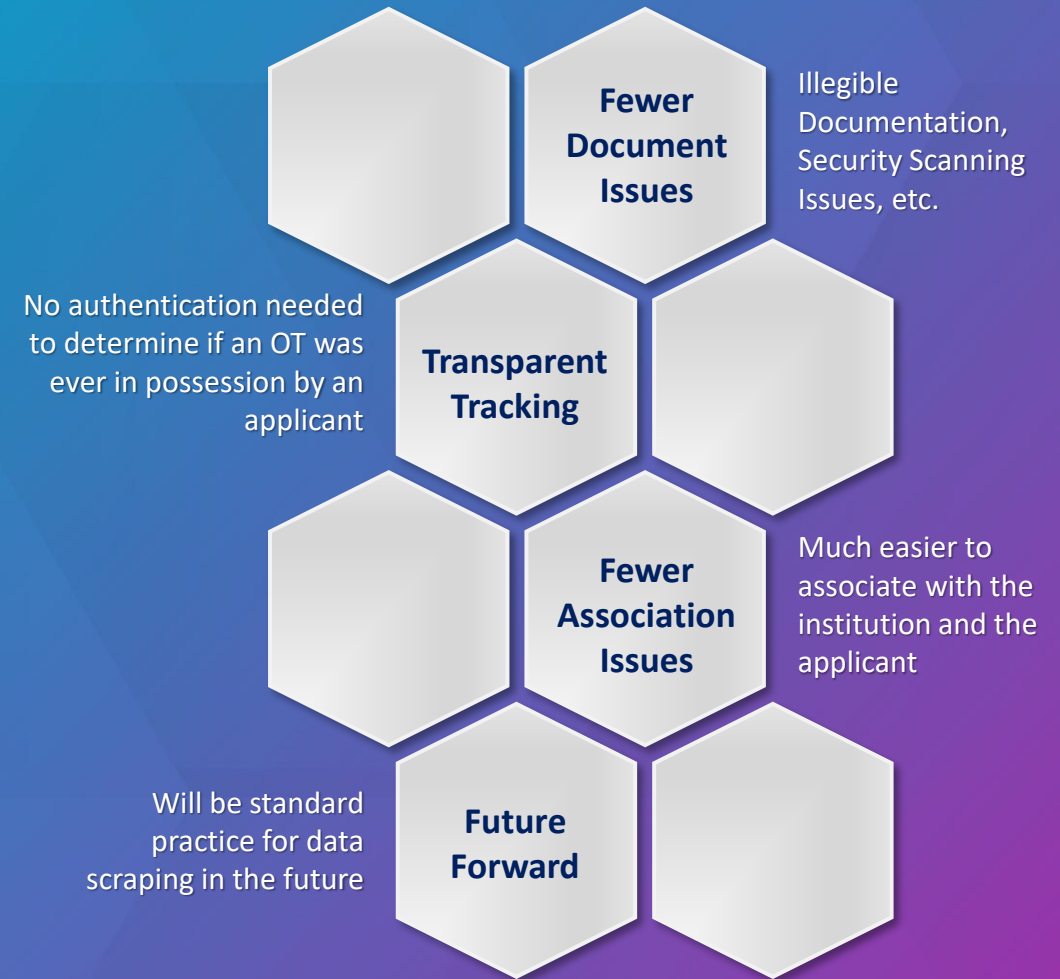 Fewer
Document
Issues
Illegible
Documentation,
Security Scanning
Issues, etc.
No authentication needed
to determine if an OT was
ever in possession by an
applicant
Transparent
Tracking
Fewer
Association
Issues
Much easier to
associate with the
institution and the
applicant
Will be standard
practice for data
scraping in the future
Future
Forward